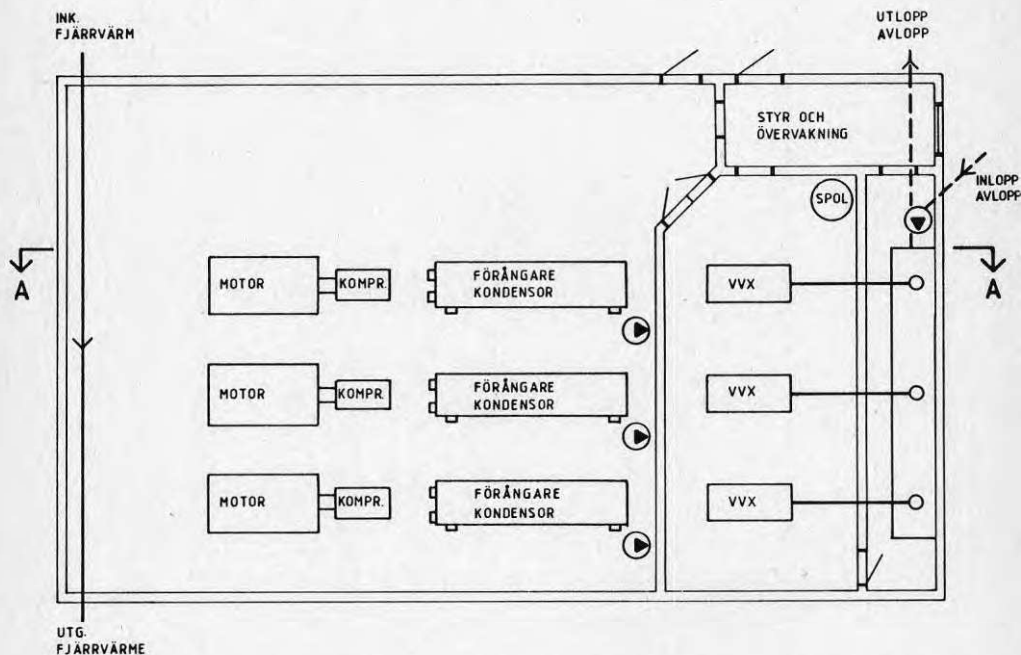 INK.
FJÄRRVÄRM
UTLOPP
AVLOPP
STYR OCH
ÖVERVAKNING
INLOPP
AVLOPP
SPOL
A
A
MOTOR
KOMPR.
FÖRÅNGARE
KONDENSOR
VVX
MOTOR
KOMPR.
FÖRÅNGARE
KONDENSOR
VVX
MOTOR
KOMPR.
FÖRÅNGARE
KONDENSOR
VVX
UTG.
FJÄRRVÄRME